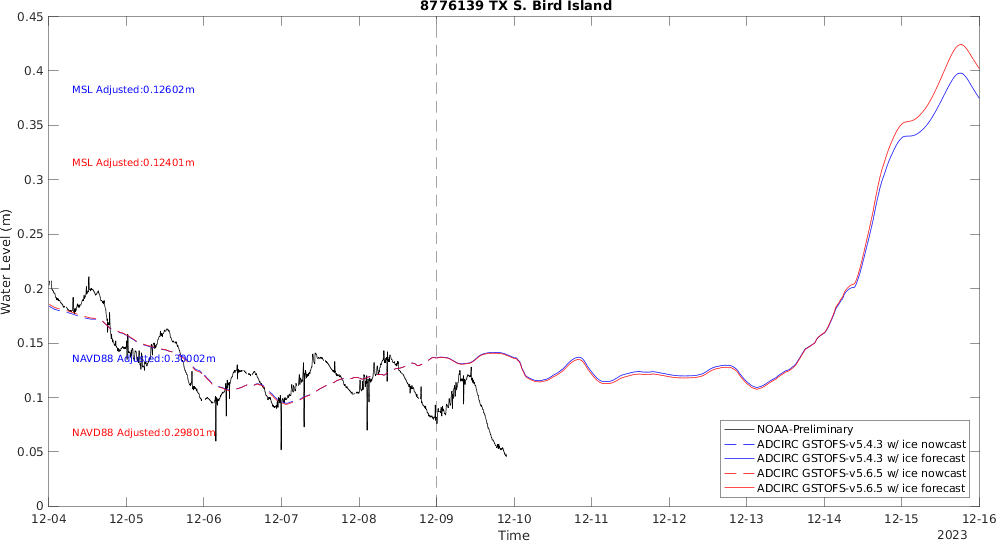 8776139 TX S. Bird Island
0.45
0.4
0.35
0.3
0.25
0.2
0.15
0.1
0.05
0
Water Level (m)
MSL Adjusted:0.12602m
MSL Adjusted:0.12401m
NAVD88 Adjusted:0.30002m
NAVD88 Adjusted:0.29801m
NOAA-Preliminary
ADCIRC GSTOFS-v5.4.3 w/ ice nowcast
ADCIRC GSTOFS-v5.4.3 w/ ice forecast
ADCIRC GSTOFS-v5.6.5 w/ ice nowcast
ADCIRC GSTOFS-v5.6.5 w/ ice forecast
12-04 12-05 12-06 12-07 12-08 12-09 12-10 12-11 12-12 12-13 12-14 12-15 12-16
Time
2023